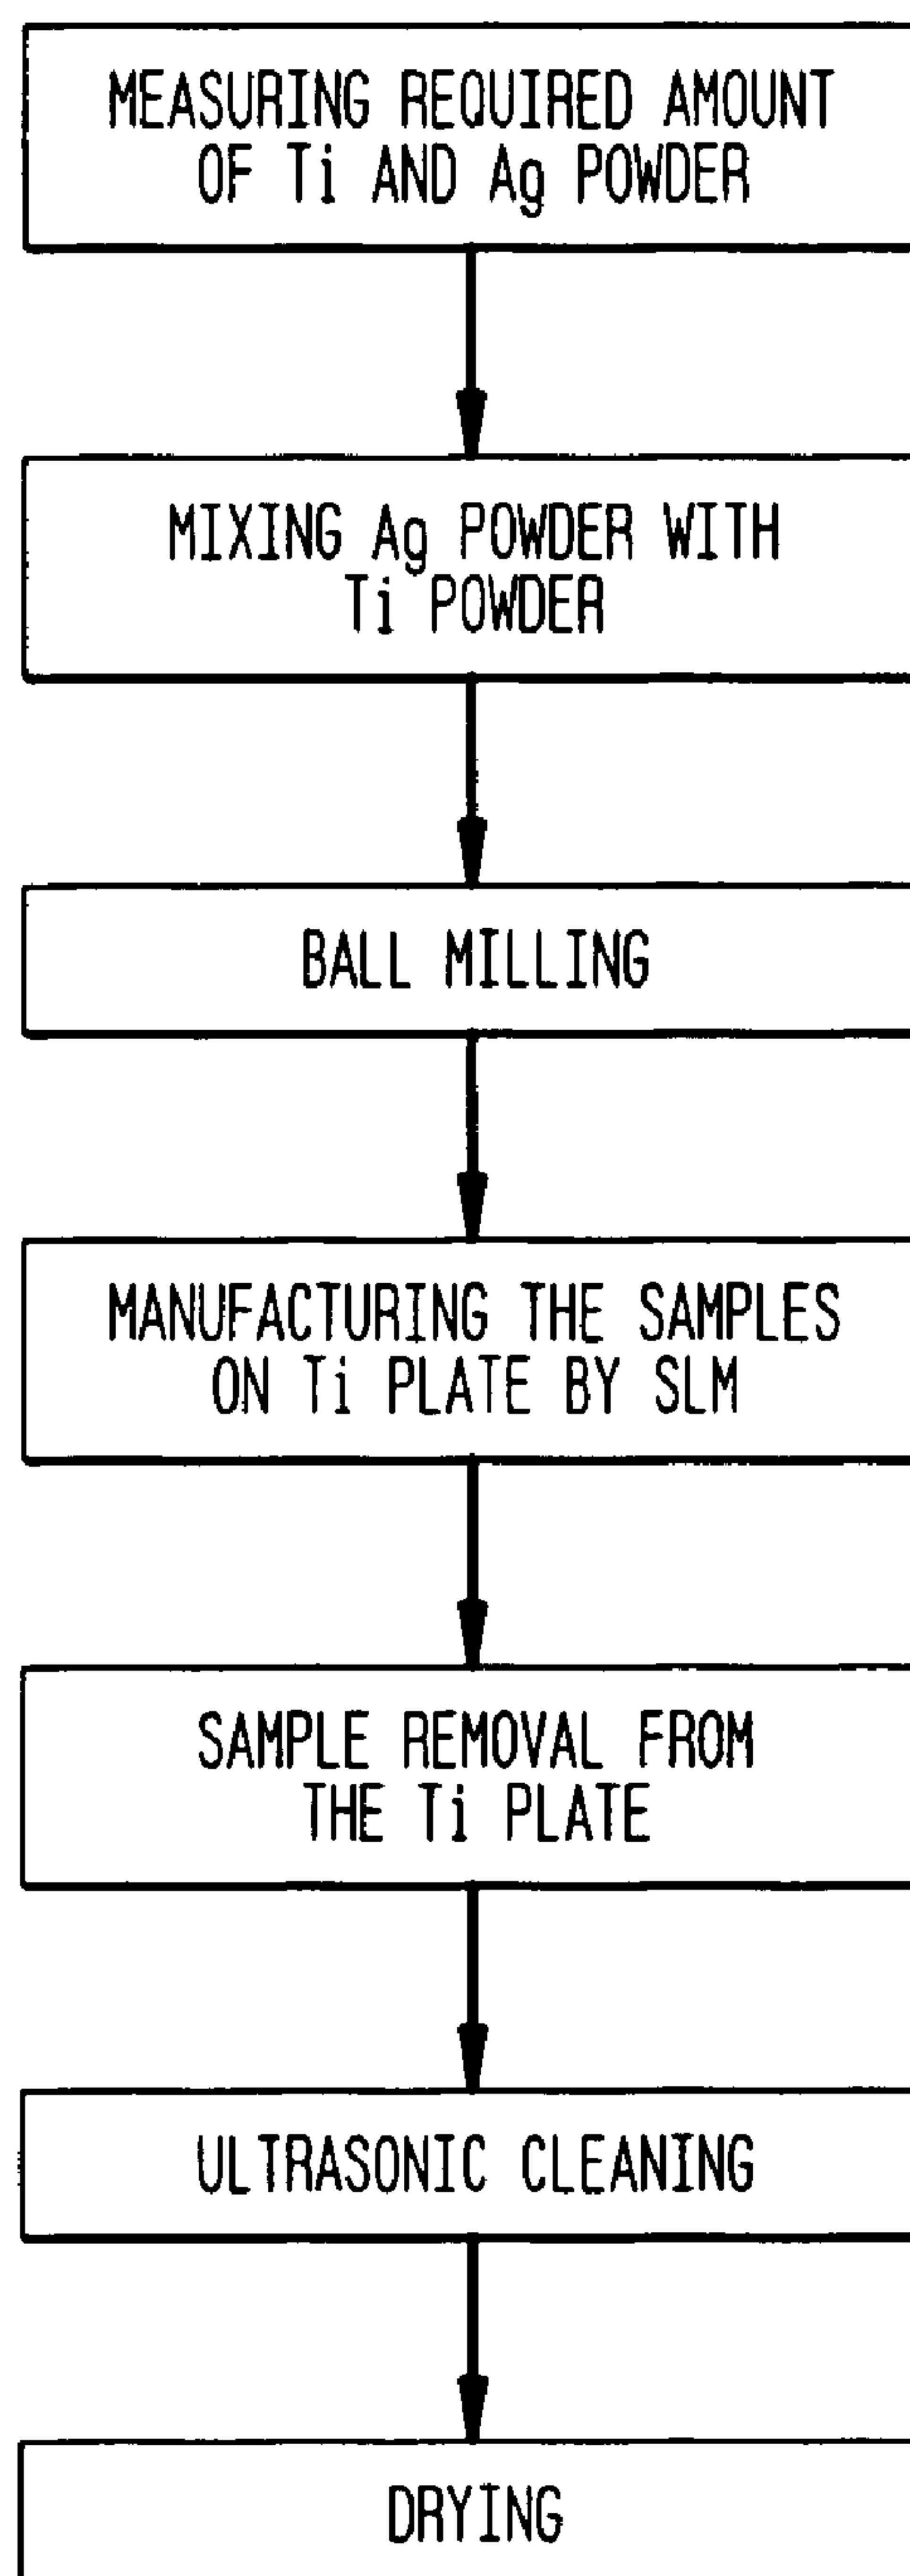 MEASURING REQUIRED AMOUNT
OF Ti AND Ag POWDER
MIXING Ag POWDER WITH
Ti POWDER
BALL MILLING
MANUFACTURING THE SAMPLES
ON Ti PLATE BY SLM
SAMPLE REMOVAL FROM
THE Ti PLATE
ULTRASONIC CLEANING
DRYING